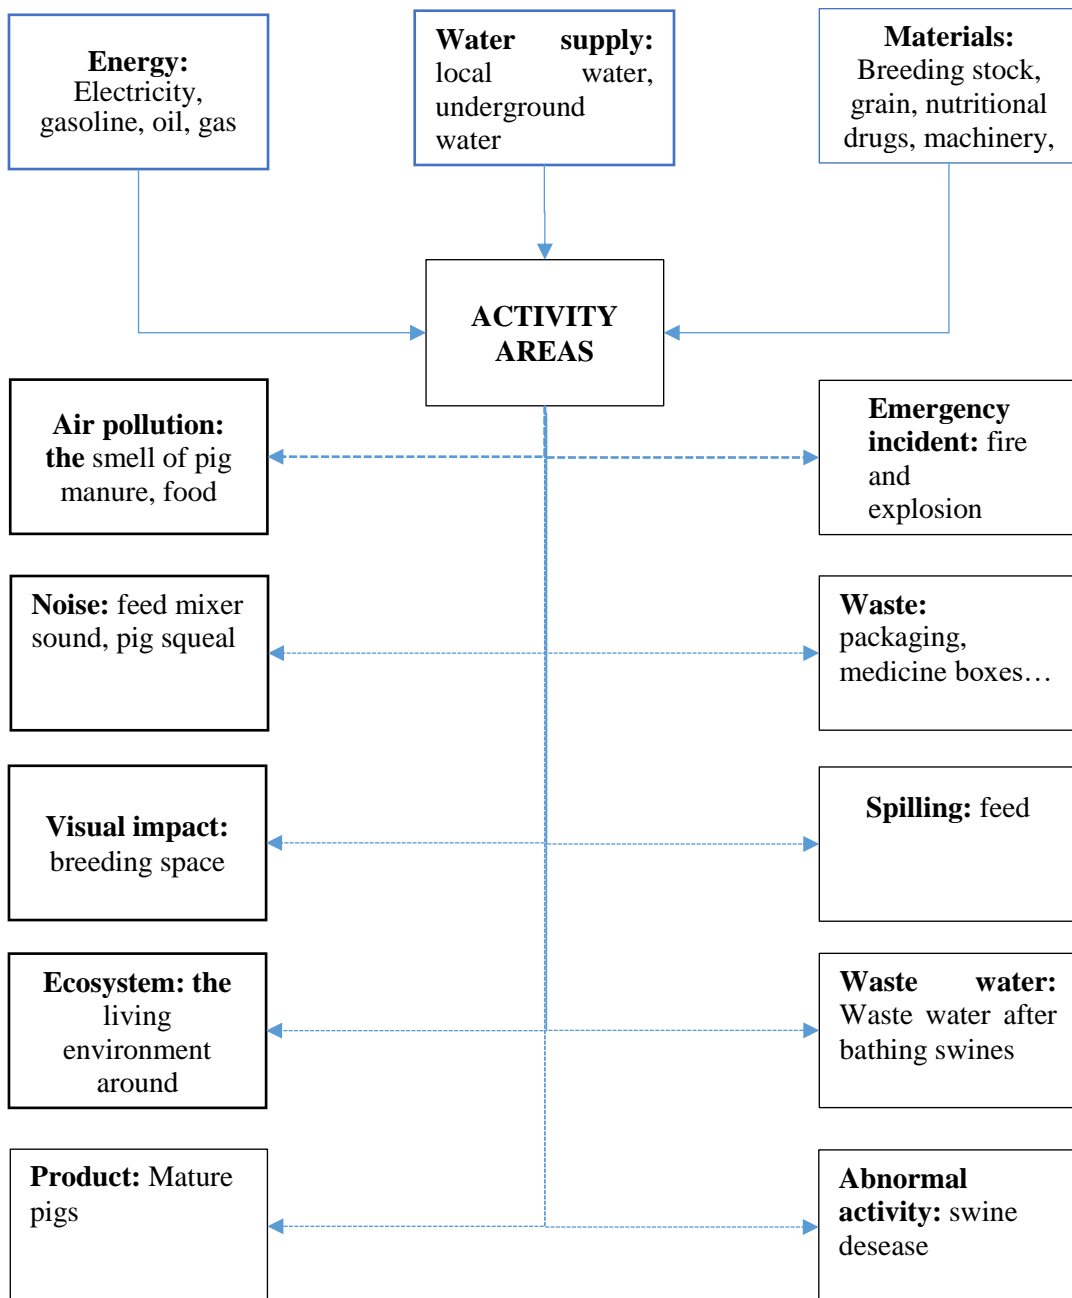 Energy:
Electricity,
gasoline, oil, gas
Water supply:
local water,
underground
water
Materials:
Breeding stock,
grain, nutritional
drugs, machinery,
ACTIVITY
AREAS
Air pollution:
the smell of pig
manure, food
Emergency
incident: fire
and
explosion
Noise: feed mixer
sound, pig squeal
Waste:
packaging,
medicine boxes…
Visual impact:
breeding space
Spilling: feed
Ecosystem: the
living
environment
around
Waste water:
Waste water after
bathing swines
Product: Mature
pigs
Abnormal
activity: swine
desease